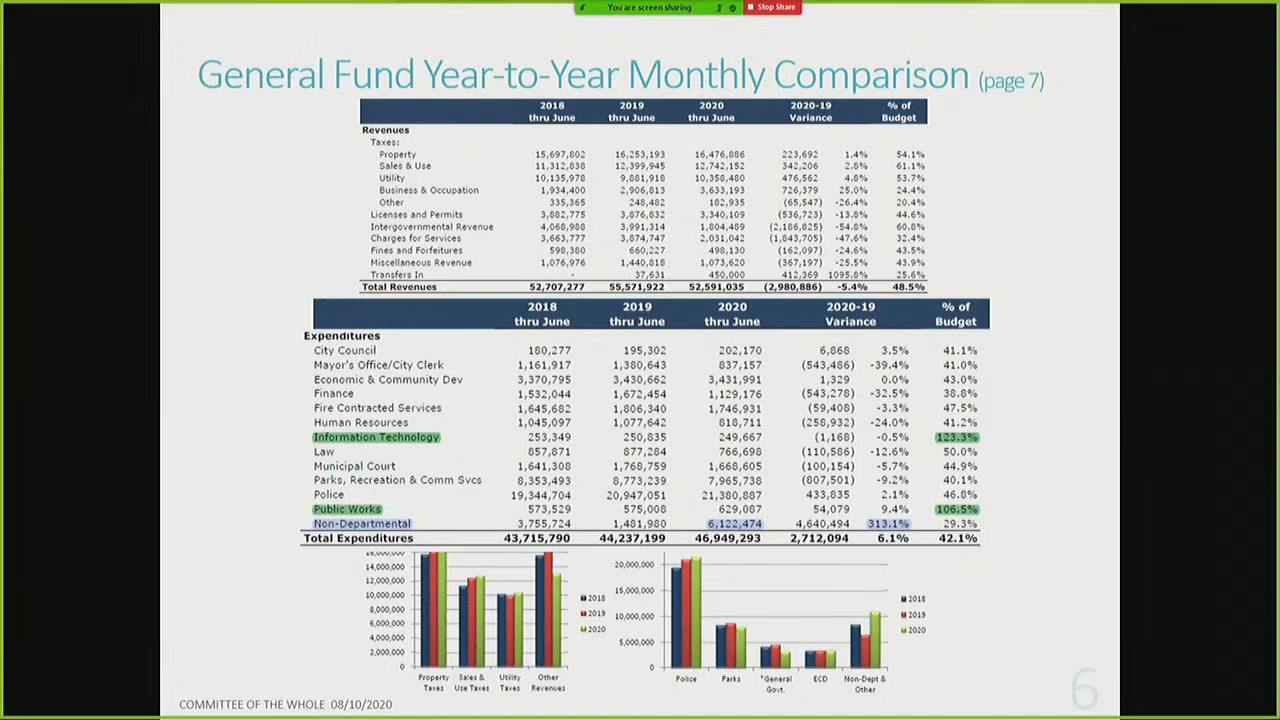 You are screen sharing
Stop Share
General Fund Year-to-Year Monthly Comparison (page 7)
2018 2019 2020 2020-19 % of
thru June thru June thru June Variance Budget
Revenues
Taxes:
Property 15,697,802 16,253,193 16,476,886 223,692 1.4% 54.1%
Sales & Use 11,312,838 12,399,945 12,742,152 342,206 2.8% 61.1%
Utility 10,135,978 9,881,918 10,358,480 476,562 4.8% 53.7%
Business & Occupation 1,934,400 2,906,813 3,633,193 726,379 25.0% 24.4%
Other 335,365 248,482 182,935 (65,547) -26.4% 20.4%
Licenses and Permits 3,882,775 3,876,832 3,340,109 (536,723) -13.8% 44.6%
Intergovernmental Revenue 4,068,988 3,991,314 1,804,489 (2,186,825) -54.8% 60.8%
Charges for Services 3,663,777 3,874,747 2,031,042 (1,843,705) -47.6% 32.4%
Fines and Forfeitures 598,380 660,227 498,130 (162,097) -24.6% 43.5%
Miscellaneous Revenue 1,076,976 1,440,818 1,073,620 (367,197) -25.5% 43.9%
Transfers In - 37,631 450,000 412,369 1095.8% 25.6%
Total Revenues 52,707,277 55,571,922 52,591,035 (2,980,886) -5.4% 48.5%
2018 2019 2020 2020-19 % of
thru June thru June thru June Variance Budget
Expenditures
City Council 180,277 195,302 202,170 6,868 3.5% 41.1%
Mayor's Office/City Clerk 1,161,917 1,380,643 837,157 (543,486) -39.4% 41.0%
Economic & Community Dev 3,370,795 3,430,662 3,431,991 1,329 0.0% 43.0%
Finance 1,532,044 1,672,454 1,129,176 (543,278) -32.5% 38.8%
Fire Contracted Services 1,645,682 1,806,340 1,746,931 (59,408) -3.3% 47.5%
Human Resources 1,045,097 1,077,642 818,711 (258,932) -24.0% 41.2%
Information Technology 253,349 250,835 249,667 (1,168) -0.5% 123.3%
Law 857,871 877,284 766,698 (110,586) -12.6% 50.0%
Municipal Court 1,641,308 1,768,759 1,668,605 (100,154) -5.7% 44.9%
Parks, Recreation & Comm Svcs 8,353,493 8,773,239 7,965,738 (807,501) -9.2% 40.1%
Police 19,344,704 20,947,051 21,380,887 433,835 2.1% 46.8%
Public Works 573,529 575,008 629,087 54,079 9.4% 106.5%
Non-Departmental 3,755,724 1,481,980 6,122,474 4,640,494 313.1% 29.3%
Total Expenditures 43,715,790 44,237,199 46,949,293 2,712,094 6.1% 42.1%
16,000,000
14,000,000
12,000,000
10,000,000
8,000,000
6,000,000
4,000,000
2,000,000
0
Property Taxes
Sales & Use Taxes
Utility Taxes
Other Revenues
2018
2019
2020
20,000,000
15,000,000
10,000,000
5,000,000
0
Police
Parks
*General Govt.
ECD
Non-Dept & Other
2018
2019
2020
COMMITTEE OF THE WHOLE 08/10/2020
6